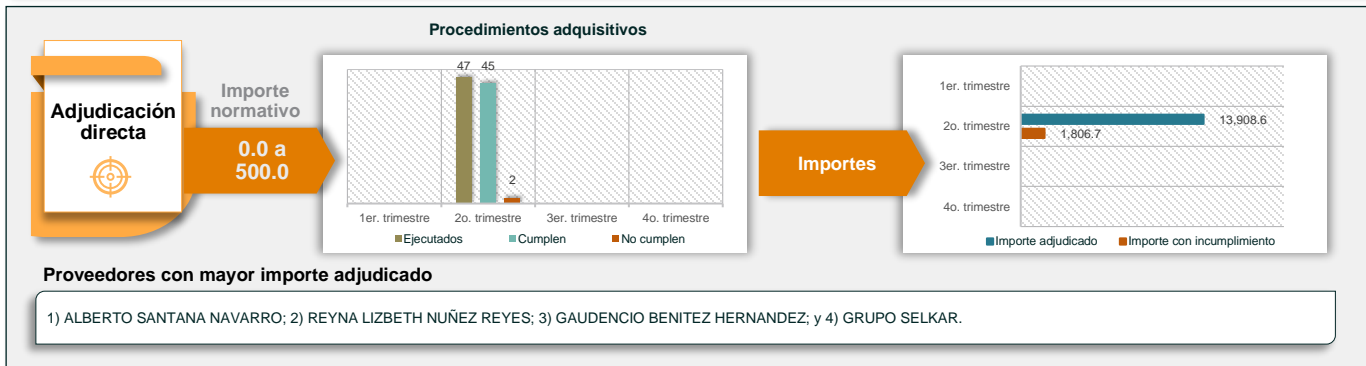 Procedimientos adquisitivos
Adjudicación
directa
Importe
normativo
0.0 a
500.0
47
45
2
1er. trimestre
2o. trimestre
3er. trimestre
4o. trimestre
Ejecutados
Cumplen
No cumplen
Importes
1er. trimestre
2o. trimestre
3er. trimestre
4o. trimestre
13,908.6
1,806.7
Importe adjudicado
Importe con incumplimiento
Proveedores con mayor importe adjudicado
1) ALBERTO SANTANA NAVARRO; 2) REYNA LIZBETH NUÑEZ REYES; 3) GAUDENCIO BENITEZ HERNANDEZ; y 4) GRUPO SELKAR.